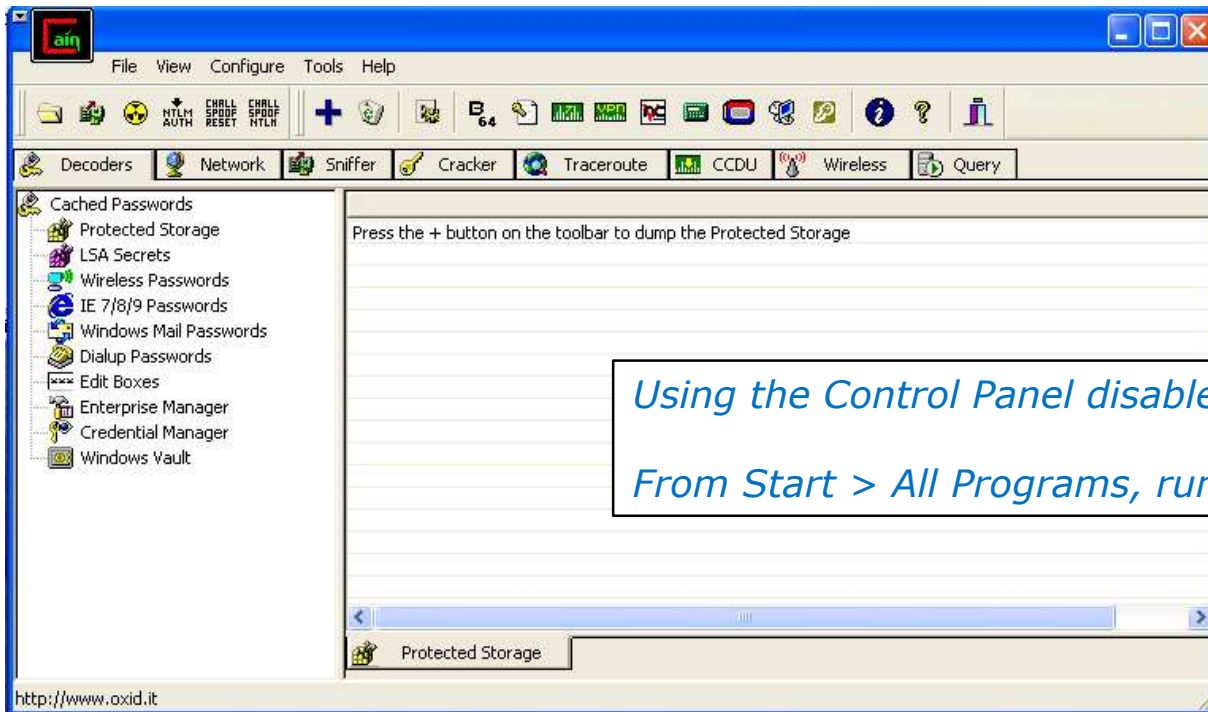 Cain
File View Configure Tools Help
NTLM AUTH CHALL SPOOF RESET CHALL SPOOF NTLM B 64
Decoders Network Sniffer Cracker Traceroute CCDU Wireless Query
Cached Passwords
Protected Storage
LSA Secrets
Wireless Passwords
IE 7/8/9 Passwords
Windows Mail Passwords
Dialup Passwords
Edit Boxes
Enterprise Manager
Credential Manager
Windows Vault
Press the + button on the toolbar to dump the Protected Storage
Using the Control Panel disable
From Start > All Programs, run
Protected Storage
http://www.oxid.it